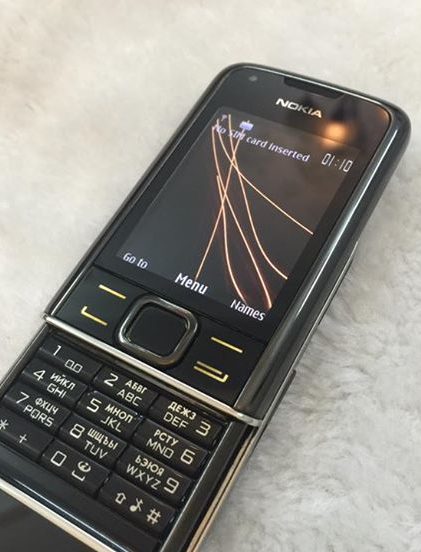 NOKIA
No SIM card inserted
01:10
Go to Menu Names
1
2 АБВГ ABC
ДЕЖЗ DEF 3
4 ИЙКЛ GHI
5 МНОП JKL
РСТУ MNO 6
7 ФХЦЧ PQRS
8 ШЩЪЫ TUV
ЬЭЮЯ WXYZ 9
* +
0
#